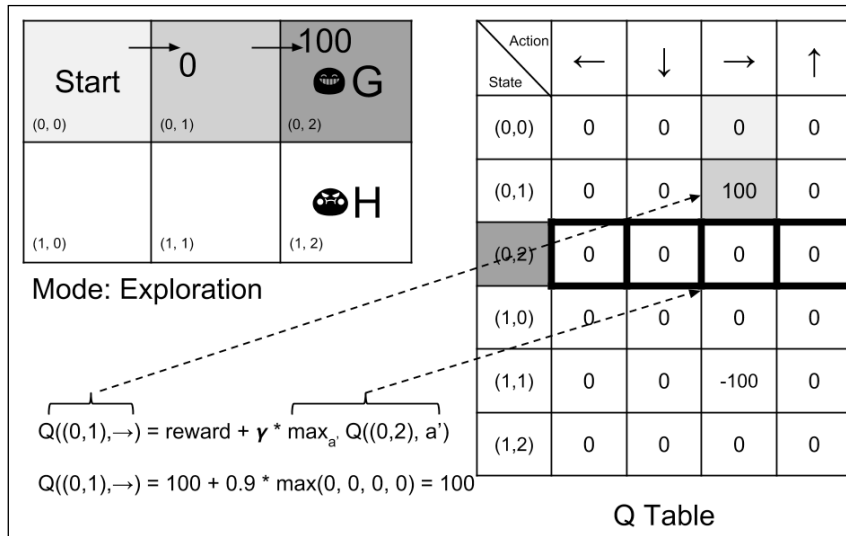 100
0
Start
G
(0, 0)
(0, 1)
(0, 2)
H
(1, 0)
(1, 1)
(1, 2)
Mode: Exploration
Q((0,1),→) = reward + γ * maxₐ' Q((0,2), a’)
Q((0,1),→) = 100 + 0.9 * max(0, 0, 0, 0) = 100
Action
State
← ↓ → ↑
(0,0) 0 0 0 0
(0,1) 0 0 100 0
(0,2) 0 0 0 0
(1,0) 0 0 0 0
(1,1) 0 0 -100 0
(1,2) 0 0 0 0
Q Table